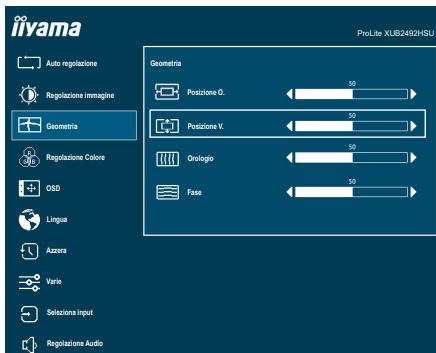 iiyama
ProLite XUB2492HSU
Auto regolazione
Regolazione immagine
Geometria
Regolazione Colore
OSD
Lingua
Azzera
Varie
Seleziona input
Regolazione Audio
Geometria
Posizione O.
50
Posizione V.
50
Orologio
50
Fase
50